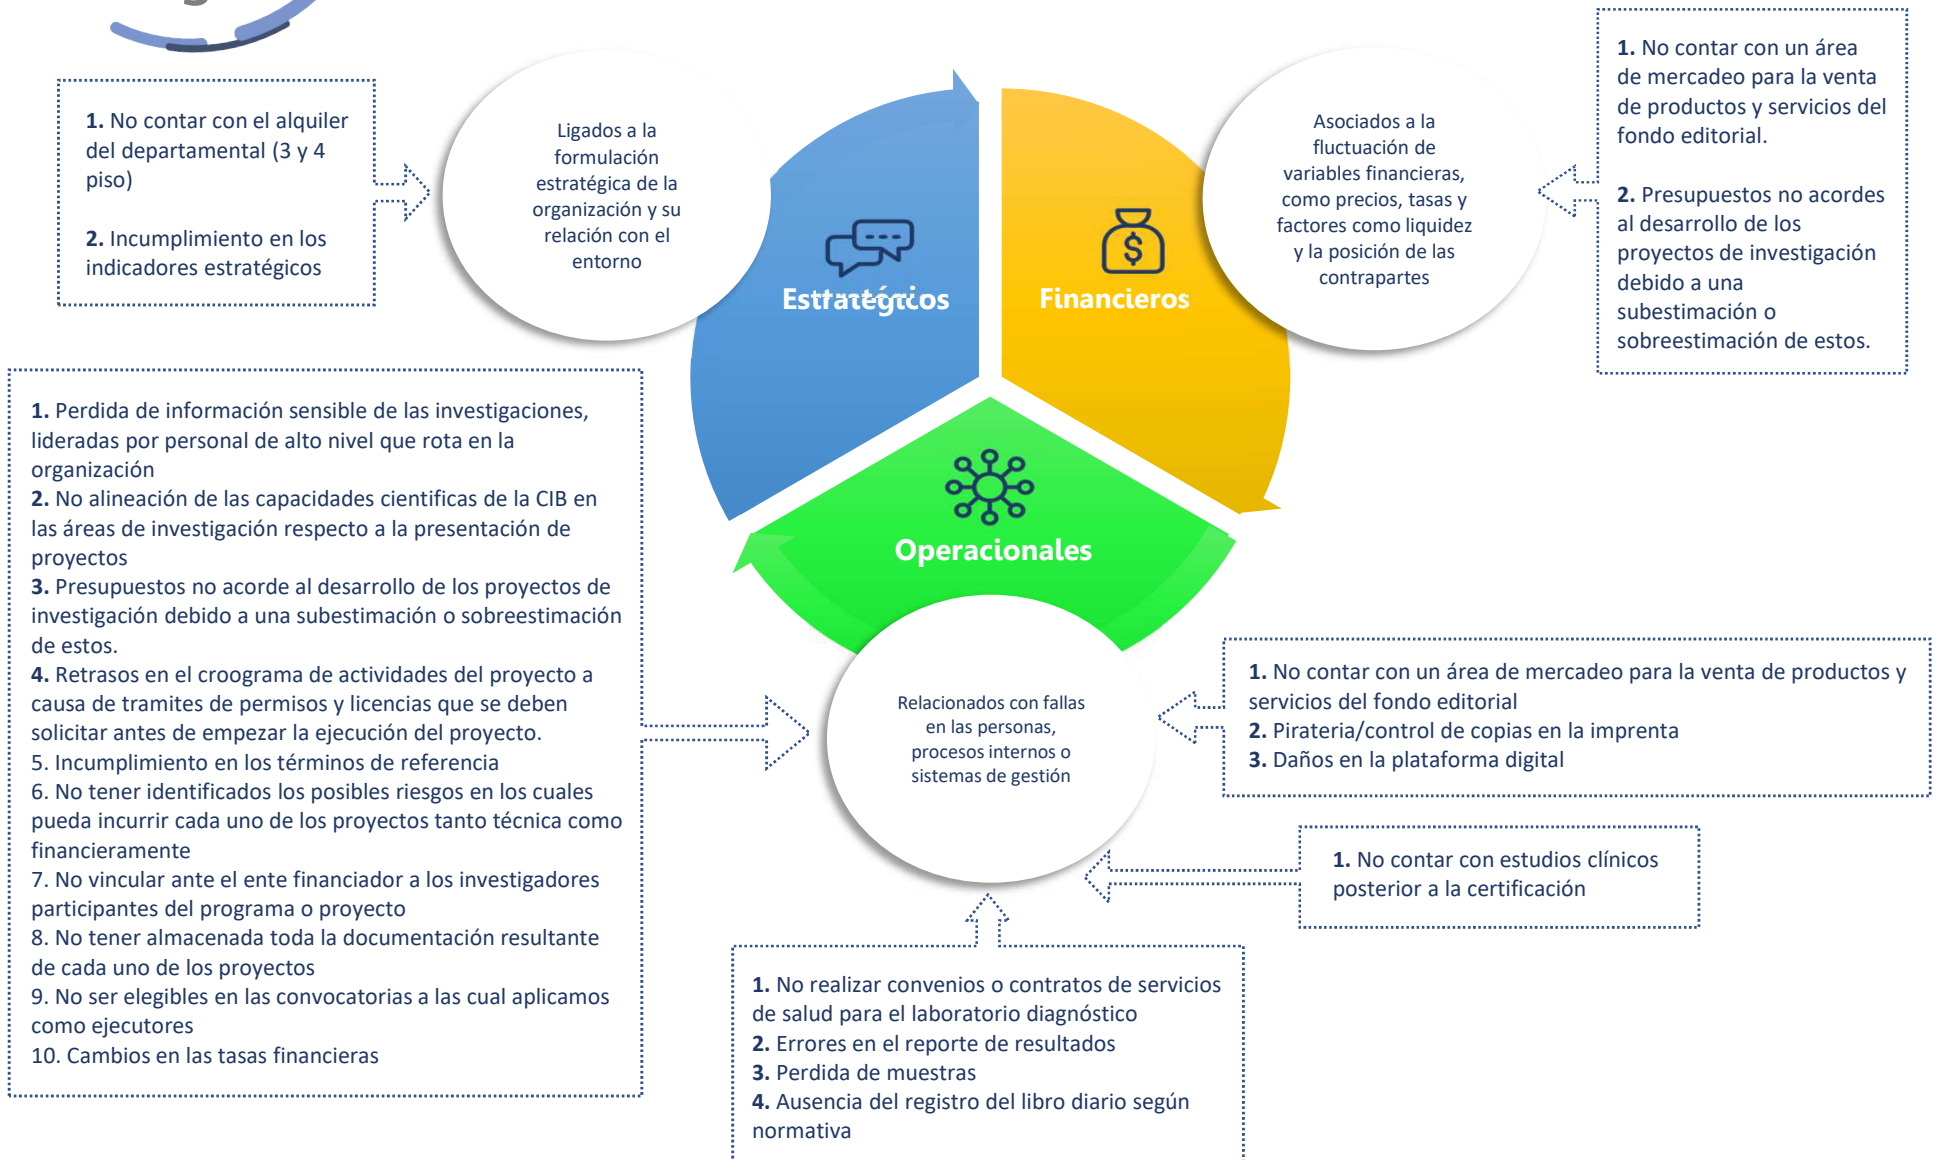 1. No contar con el alquiler
del departamental (3 y 4
piso)
2. Incumplimiento en los
indicadores estratégicos
Ligados a la
formulación
estratégica de la
organización y su
relación con el
entorno
Estratégicos
Financieros
Asociados a la
fluctuación de
variables financieras,
como precios, tasas y
factores como liquidez
y la posición de las
contrapartes
1. No contar con un área
de mercadeo para la venta
de productos y servicios del
fondo editorial.
2. Presupuestos no acordes
al desarrollo de los
proyectos de investigación
debido a una
subestimación o
sobreestimación de estos.
1. Perdida de información sensible de las investigaciones,
lideradas por personal de alto nivel que rota en la
organización
2. No alineación de las capacidades cientificas de la CIB en
las áreas de investigación respecto a la presentación de
proyectos
3. Presupuestos no acorde al desarrollo de los proyectos de
investigación debido a una subestimación o sobreestimación
de estos.
4. Retrasos en el croograma de actividades del proyecto a
causa de tramites de permisos y licencias que se deben
solicitar antes de empezar la ejecución del proyecto.
5. Incumplimiento en los términos de referencia
6. No tener identificados los posibles riesgos en los cuales
pueda incurrir cada uno de los proyectos tanto técnica como
financieramente
7. No vincular ante el ente financiador a los investigadores
participantes del programa o proyecto
8. No tener almacenada toda la documentación resultante
de cada uno de los proyectos
9. No ser elegibles en las convocatorias a las cual aplicamos
como ejecutores
10. Cambios en las tasas financieras
Operacionales
Relacionados con fallas
en las personas,
procesos internos o
sistemas de gestión
1. No contar con un área de mercadeo para la venta de productos y
servicios del fondo editorial
2. Pirateria/control de copias en la imprenta
3. Daños en la plataforma digital
1. No contar con estudios clínicos
posterior a la certificación
1. No realizar convenios o contratos de servicios
de salud para el laboratorio diagnóstico
2. Errores en el reporte de resultados
3. Perdida de muestras
4. Ausencia del registro del libro diario según
normativa